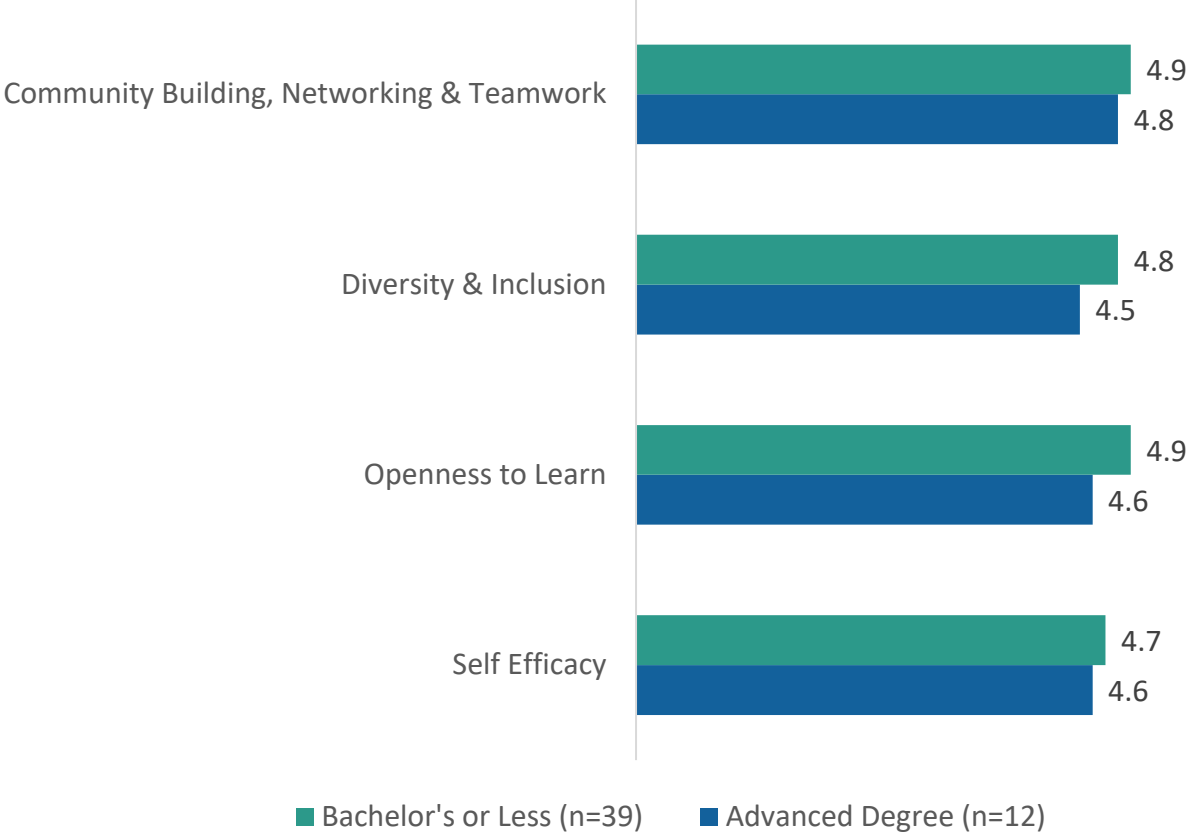 Community Building, Networking & Teamwork
4.9
4.8
Diversity & Inclusion
4.8
4.5
Openness to Learn
4.9
4.6
Self Efficacy
4.7
4.6
Bachelor's or Less (n=39) Advanced Degree (n=12)